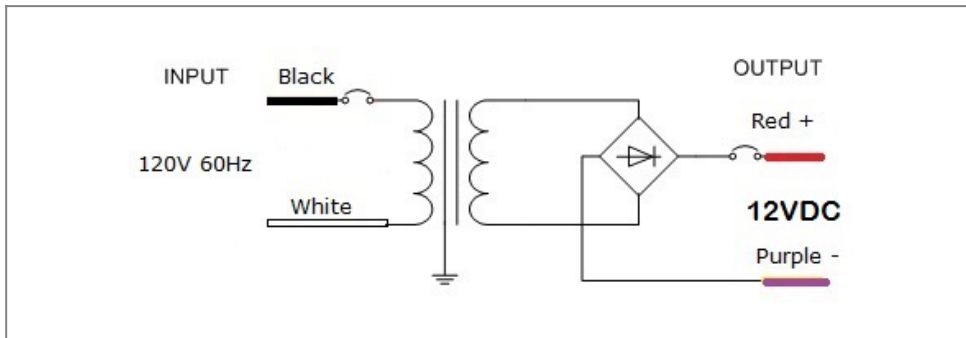 INPUT
Black
120V 60Hz
White
OUTPUT
Red +
12VDC
Purple -